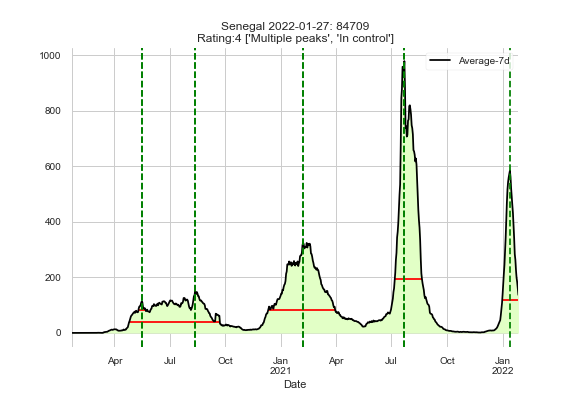 Senegal 2022-01-27: 84709
Rating:4 ['Multiple peaks', 'In control']
Average-7d
1000
800
600
400
200
0
Apr Jul Oct Jan Apr Jul Oct Jan
2021 2022
Date